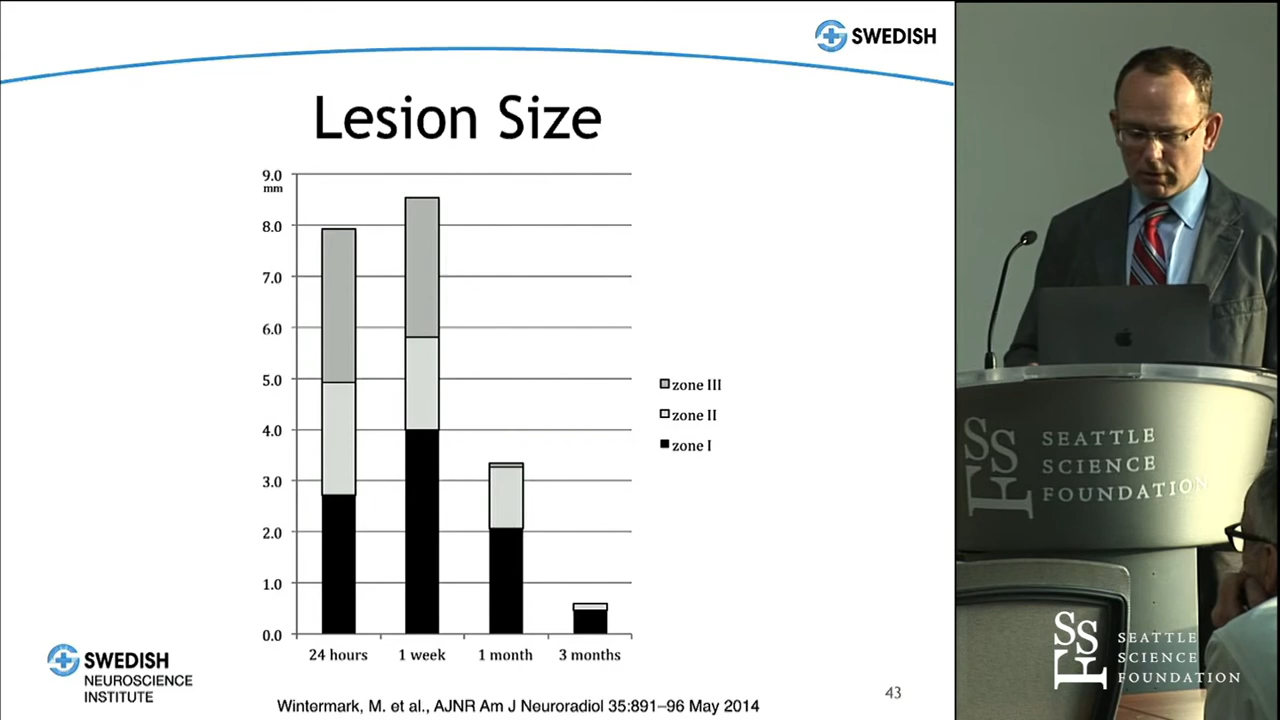 SWEDISH
Lesion Size
9.0
mm
8.0
7.0
6.0
5.0
4.0
3.0
2.0
1.0
0.0
24 hours
1 week
1 month
3 months
zone III
zone II
zone I
SWEDISH
NEUROSCIENCE
INSTITUTE
Wintermark, M. et al., AJNR Am J Neuroradiol 35:891–96 May 2014
43
SSF
SEATTLE
SCIENCE
FOUNDATION
SSF
SEATTLE
SCIENCE
FOUNDATION